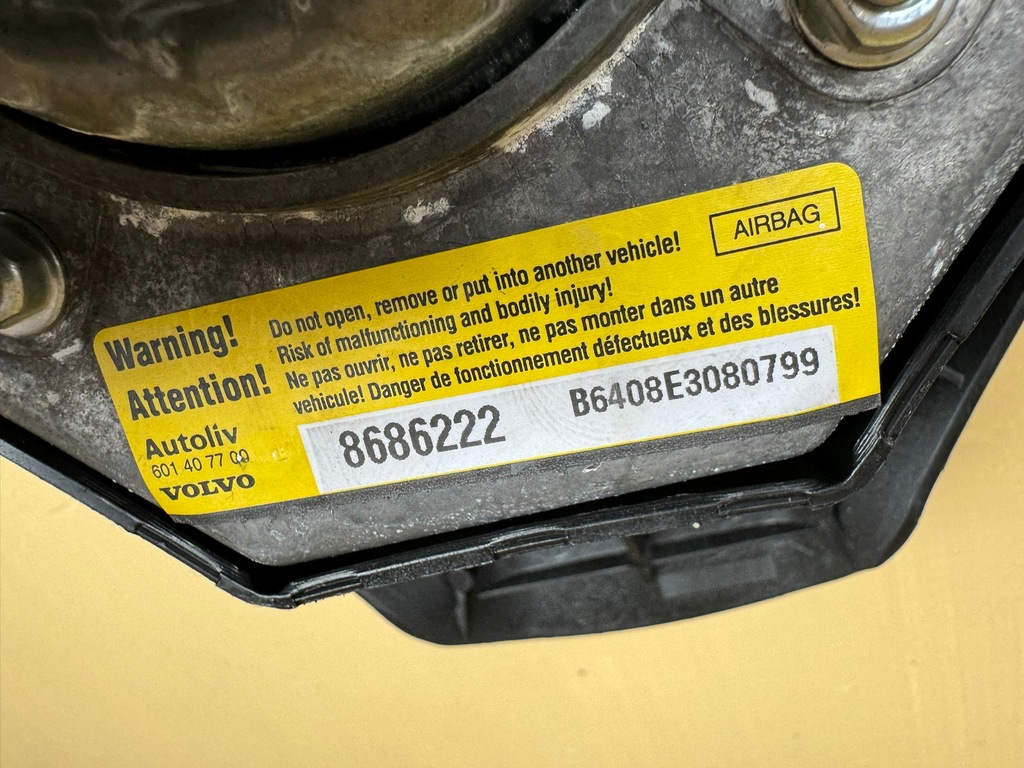 AIRBAG
Warning!
Attention!
Do not open, remove or put into another vehicle!
Risk of malfunctioning and bodily injury!
Ne pas ouvrir, ne pas retirer, ne pas monter dans un autre
vehicule! Danger de fonctionnement défectueux et des blessures!
Autoliv
601 40 77 00
VOLVO
8686222
B6408E3080799